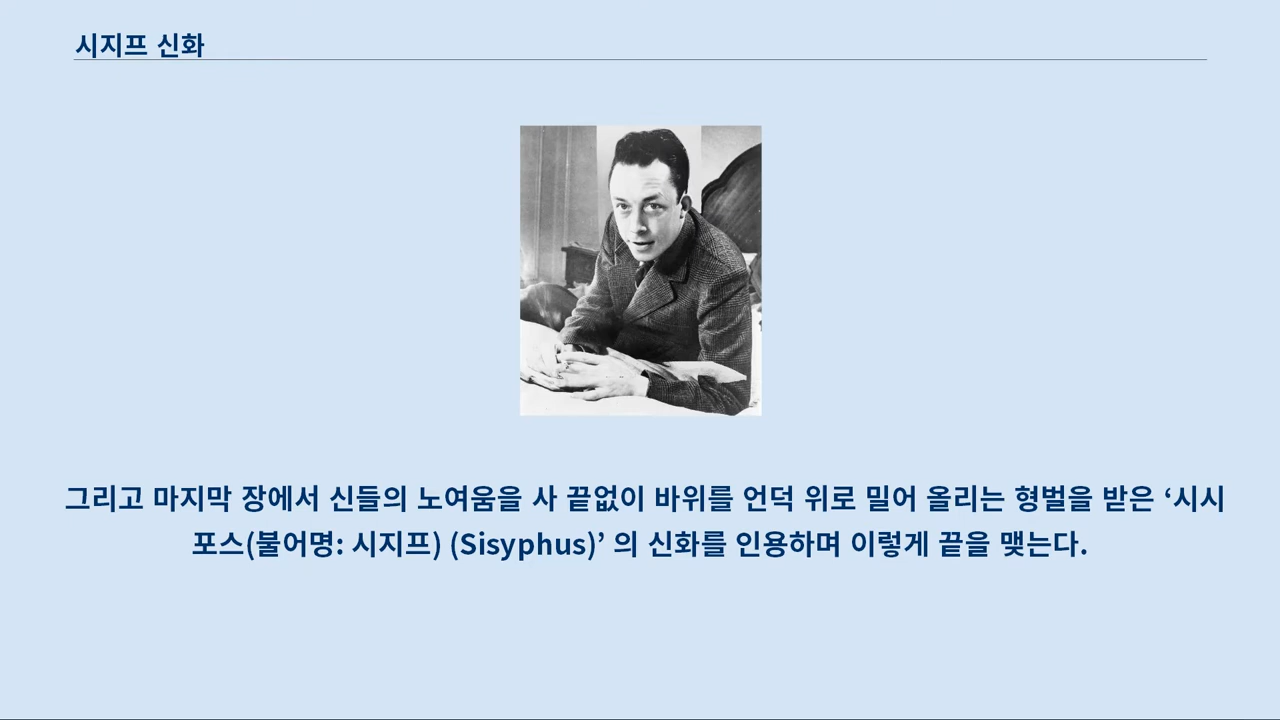 시지프 신화
그리고 마지막 장에서 신들의 노여움을 사 끝없이 바위를 언덕 위로 밀어 올리는 형벌을 받은 ‘시시
포스(불어명: 시지프) (Sisyphus)’ 의 신화를 인용하며 이렇게 끝을 맺는다.